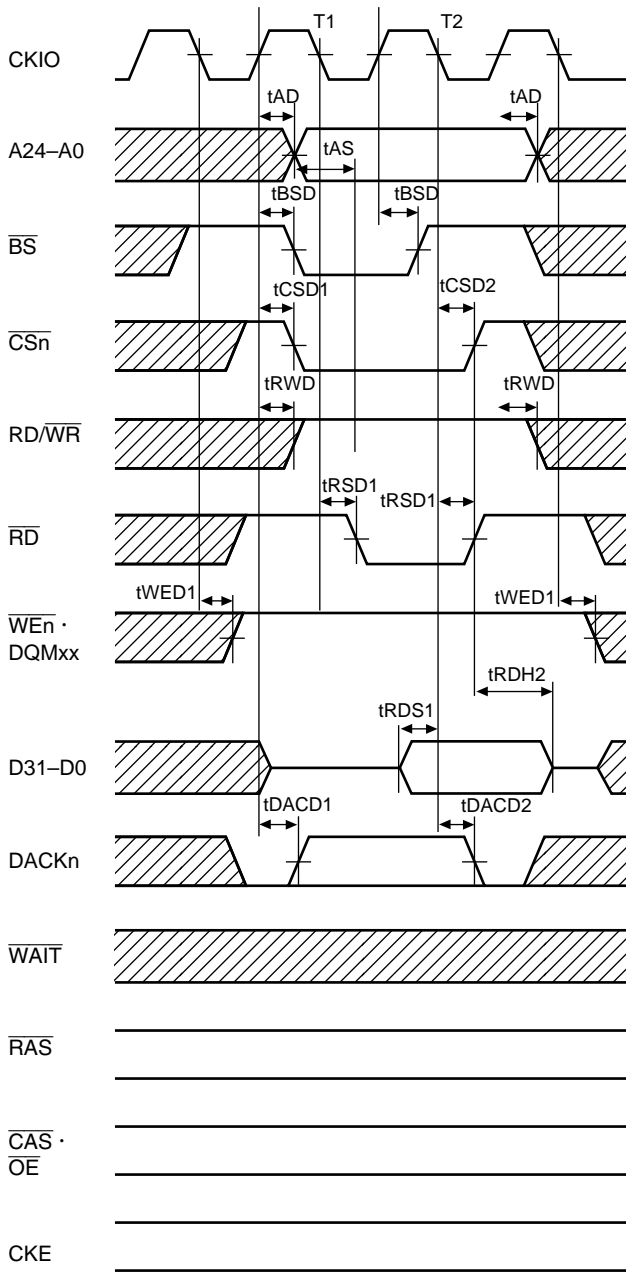 T1 T2
CKIO
tAD tAD
A24–A0
tAS
tBSD tBSD
BS
tCSD1 tCSD2
CSn
tRWD tRWD
RD/WR
tRSD1 tRSD1
RD
tWED1 tWED1
WEn ·
DQMxx
tRDH2
tRDS1
D31–D0
tDACD1 tDACD2
DACKn
WAIT
RAS
CAS ·
OE
CKE